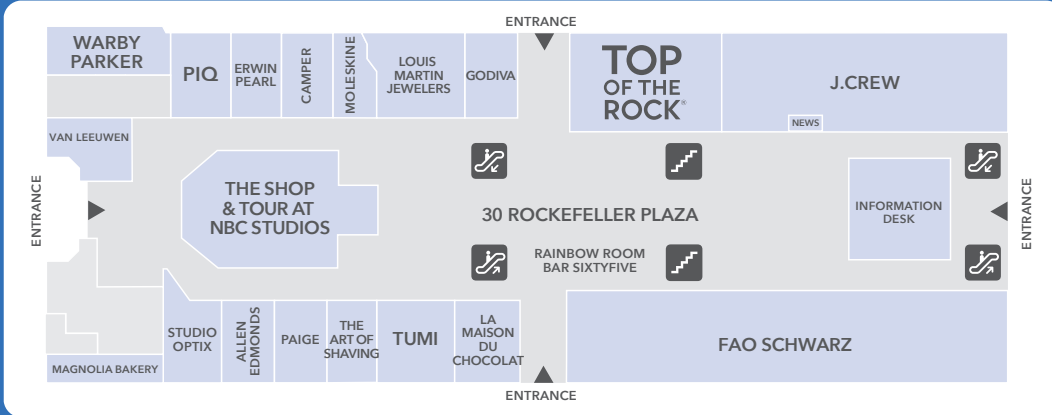 ENTRANCE
WARBY
PARKER
PIQ
ERWIN
PEARL
CAMPER
MOLESKINE
LOUIS
MARTIN
JEWELERS
GODIVA
TOP
OF THE
ROCK®
J.CREW
NEWS
VAN LEEUWEN
ENTRANCE
THE SHOP
& TOUR AT
NBC STUDIOS
30 ROCKEFELLER PLAZA
RAINBOW ROOM
BAR SIXTYFIVE
INFORMATION
DESK
ENTRANCE
STUDIO
OPTIX
ALLEN
EDMONDS
PAIGE
THE
ART OF
SHAVING
TUMI
LA
MAISON
DU
CHOCOLAT
FAO SCHWARZ
MAGNOLIA BAKERY
ENTRANCE